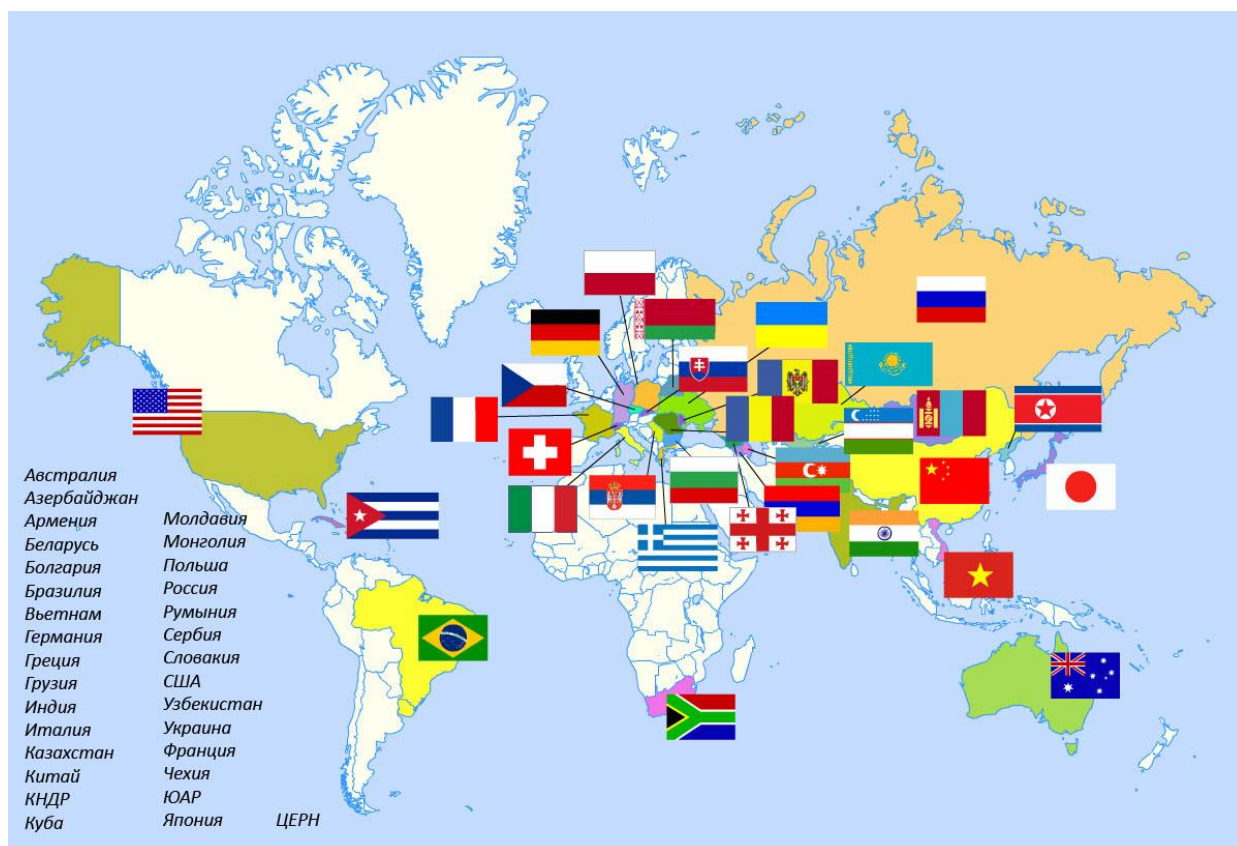 Австралия
Азербайджан
Армения
Беларусь
Болгария
Бразилия
Вьетнам
Германия
Греция
Грузия
Индия
Италия
Казахстан
Китай
КНДР
Куба
Молдавия
Монголия
Польша
Россия
Румыния
Сербия
Словакия
США
Узбекистан
Украина
Франция
Чехия
ЮАР
Япония
ЦЕРН